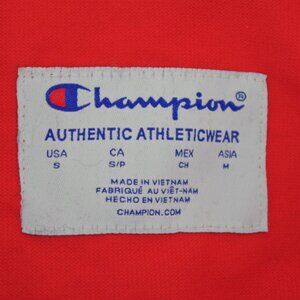 Champion®
AUTHENTIC ATHLETICWEAR
USA CA MEX ASIA
S S/P CH M
MADE IN VIETNAM
FABRIQUÉ AU VIÊT-NAM
HECHO EN VIETNAM
CHAMPION.COM